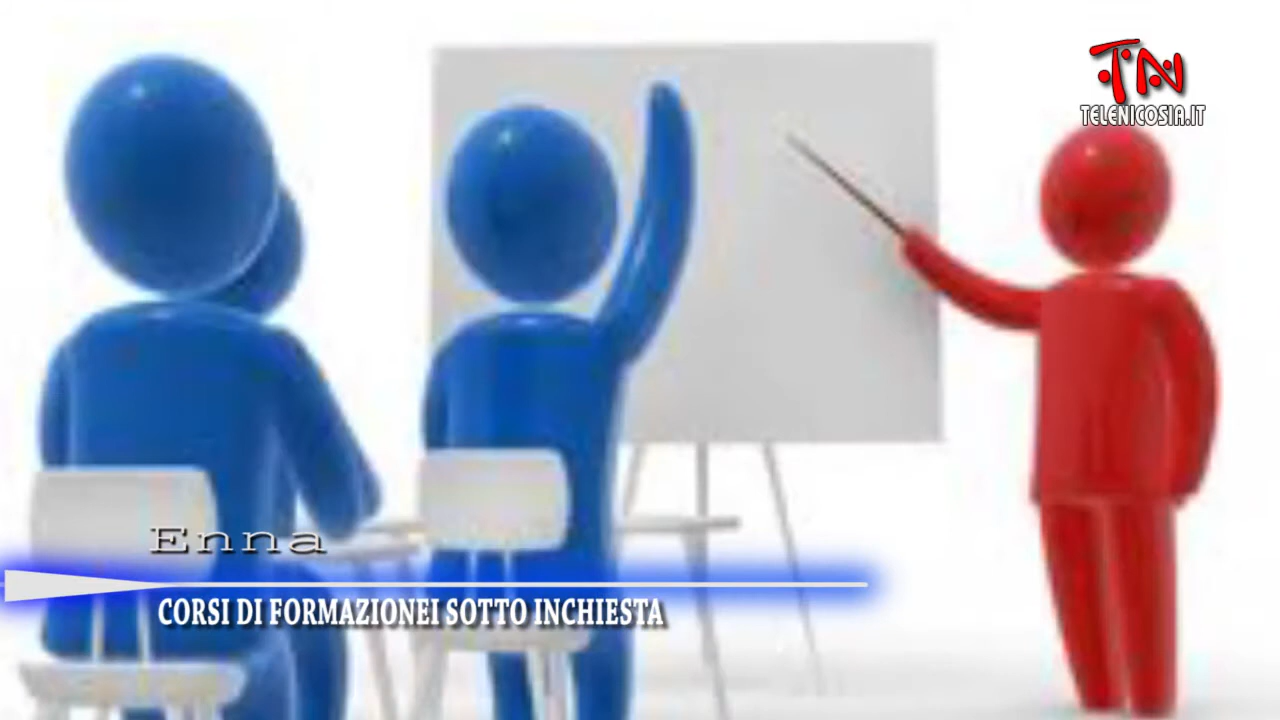 TN
TELENICOSIA.IT
Enna
CORSI DI FORMAZIONEI SOTTO INCHIESTA